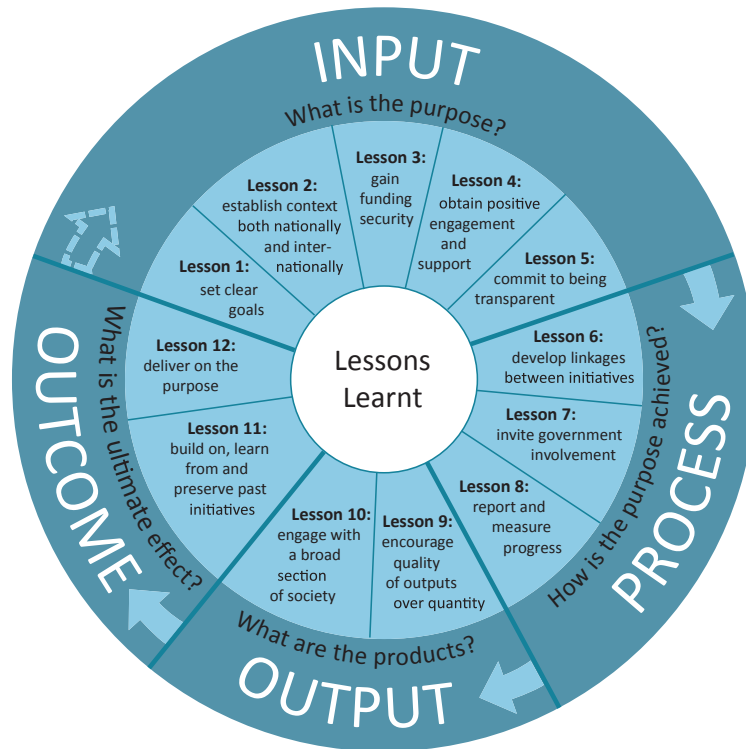 INPUT
What is the purpose?
Lesson 1:
set clear
goals
Lesson 2:
establish context
both nationally
and inter-
nationally
Lesson 3:
gain
funding
security
Lesson 4:
obtain positive
engagement
and
support
Lesson 5:
commit to being
transparent
PROCESS
How is the purpose achieved?
Lesson 6:
develop linkages
between initiatives
Lesson 7:
invite government
involvement
Lesson 8:
report and
measure
progress
OUTPUT
What are the products?
Lesson 9:
encourage
quality
of outputs
over quantity
Lesson 10:
engage with
a broad
section
of society
OUTCOME
What is the ultimate effect?
Lesson 11:
build on, learn
from and
preserve past
initiatives
Lesson 12:
deliver on the
purpose
Lessons
Learnt